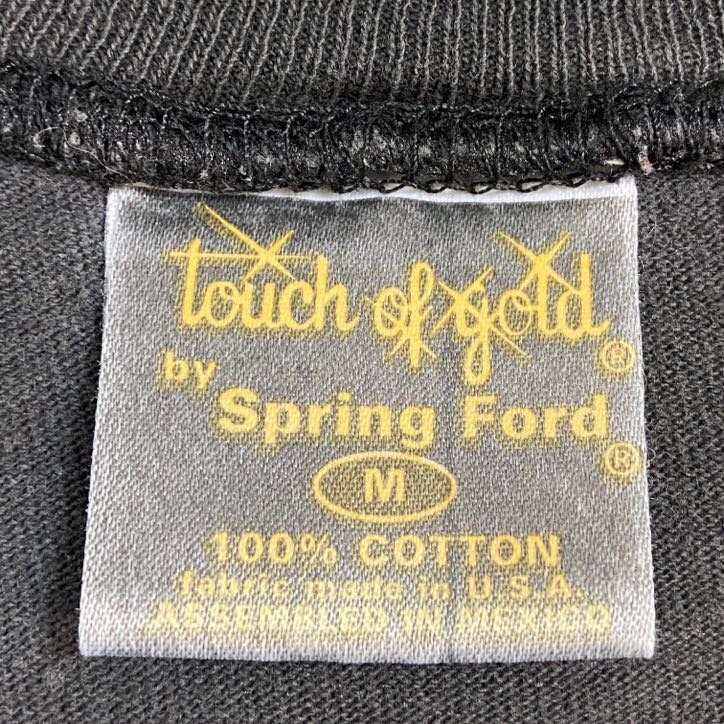 touch of gold®
by
Spring Ford®
M
100% COTTON
fabric made in U.S.A.
ASSEMBLED IN MEXICO